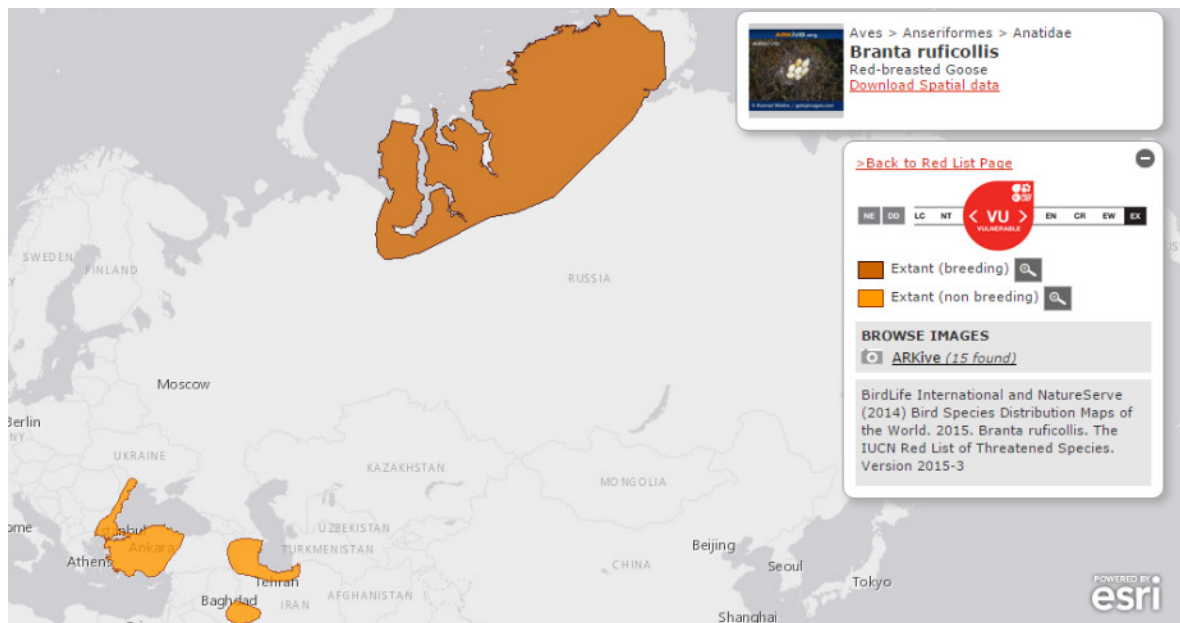 Aves > Anseriformes > Anatidae
Branta ruficollis
Red-breasted Goose
Download Spatial data
>Back to Red List Page
NE DD LC NT < VU > EN CR EW EX
VULNERABLE
Extant (breeding)
Extant (non breeding)
BROWSE IMAGES
ARKive (15 found)
BirdLife International and NatureServe
(2014) Bird Species Distribution Maps of
the World. 2015. Branta ruficollis. The
IUCN Red List of Threatened Species.
Version 2015-3
SWEDEN
FINLAND
RUSSIA
Moscow
Berlin
UKRAINE
KAZAKHSTAN
MONGOLIA
Istanbul
UZBEKISTAN
Ankara
TURKMENISTAN
Athens
Beijing
Seoul
CHINA
Tehran
Tokyo
Baghdad
IRAN
AFGHANISTAN
Shanghai
POWERED BY
esri